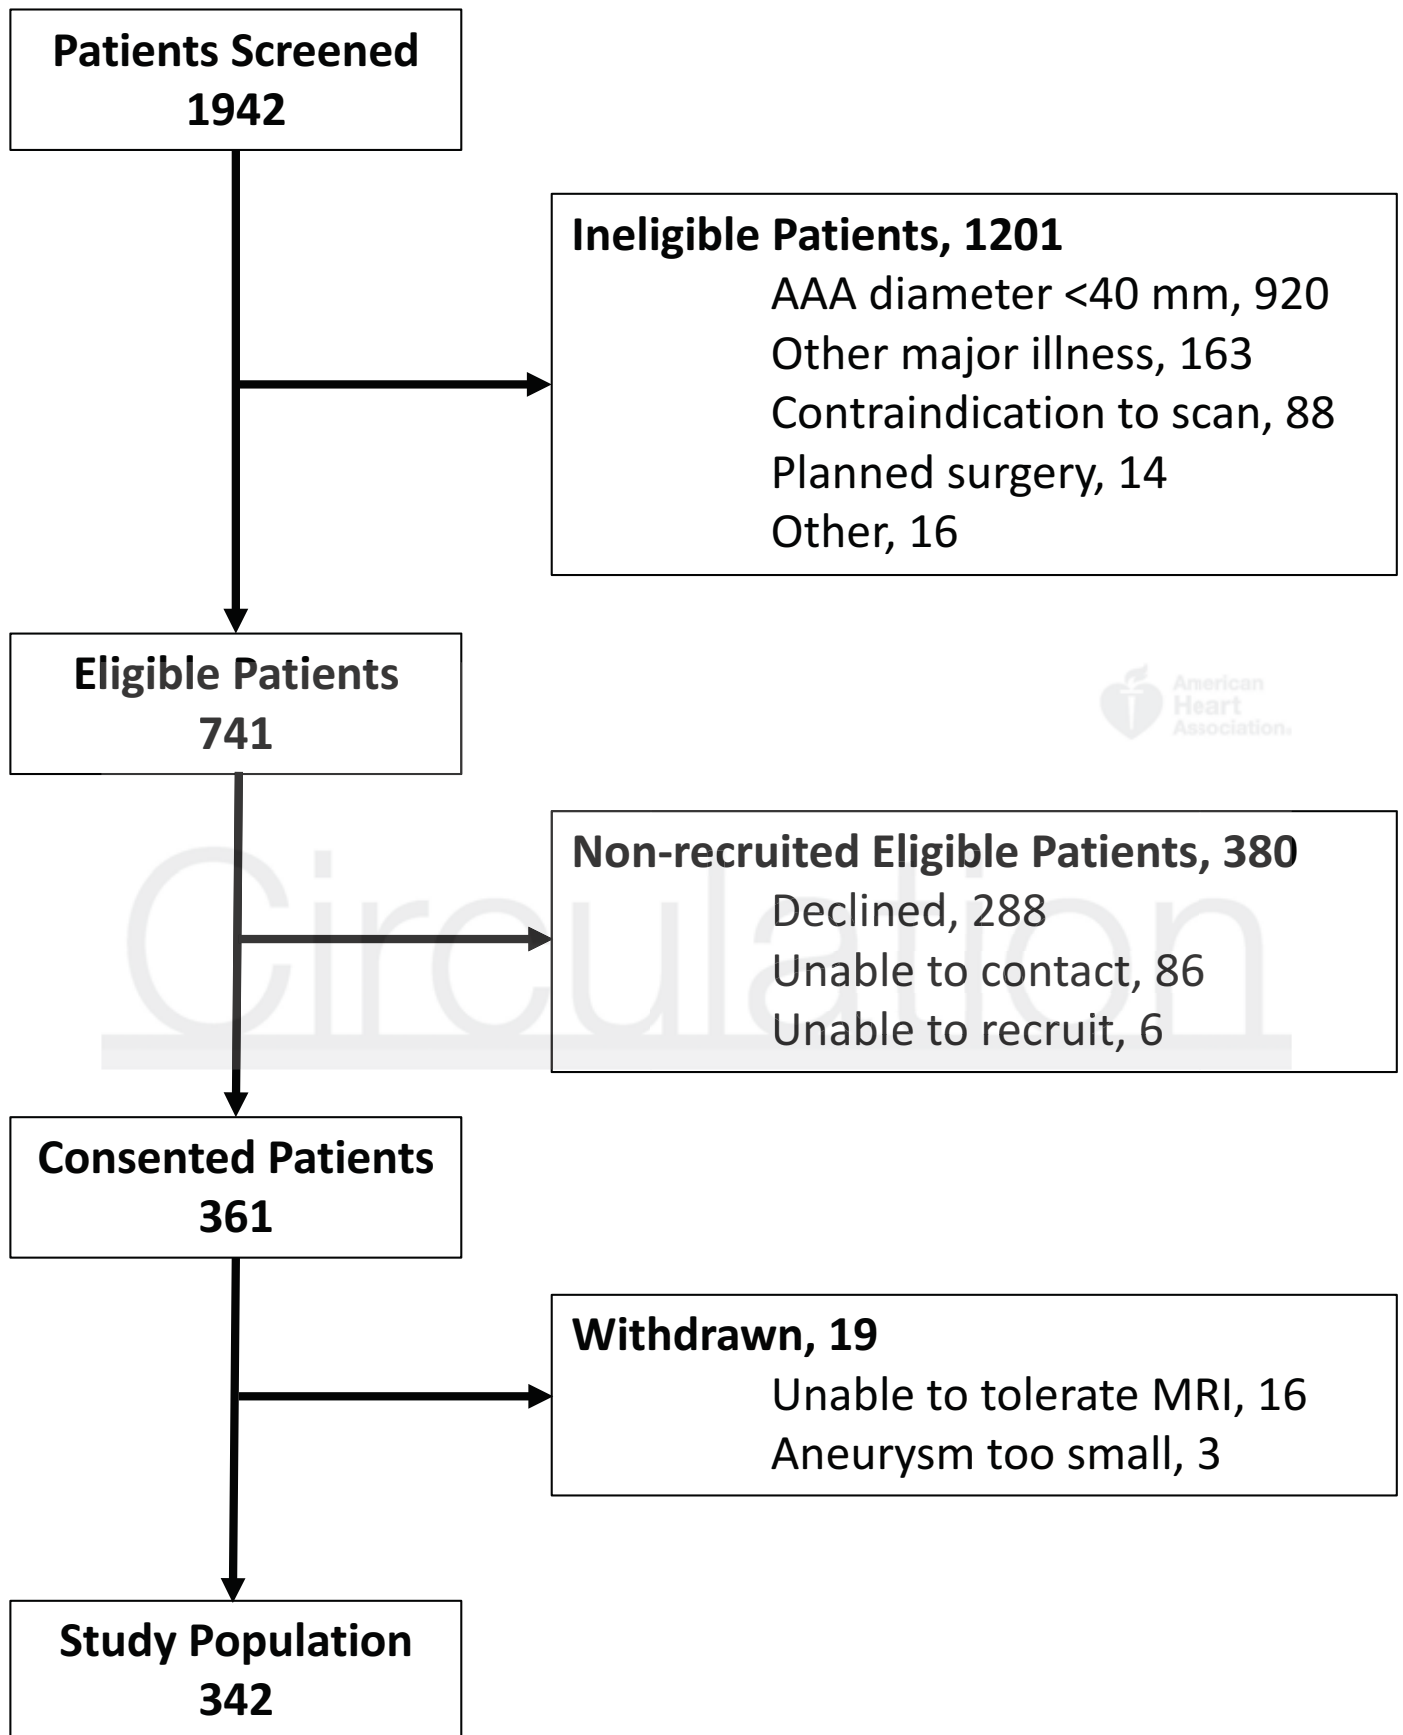 Patients Screened
1942
Ineligible Patients, 1201
AAA diameter <40 mm, 920
Other major illness, 163
Contraindication to scan, 88
Planned surgery, 14
Other, 16
Eligible Patients
741
American
Heart
Association®
Non-recruited Eligible Patients, 380
Declined, 288
Unable to contact, 86
Unable to recruit, 6
Circulation
Consented Patients
361
Withdrawn, 19
Unable to tolerate MRI, 16
Aneurysm too small, 3
Study Population
342